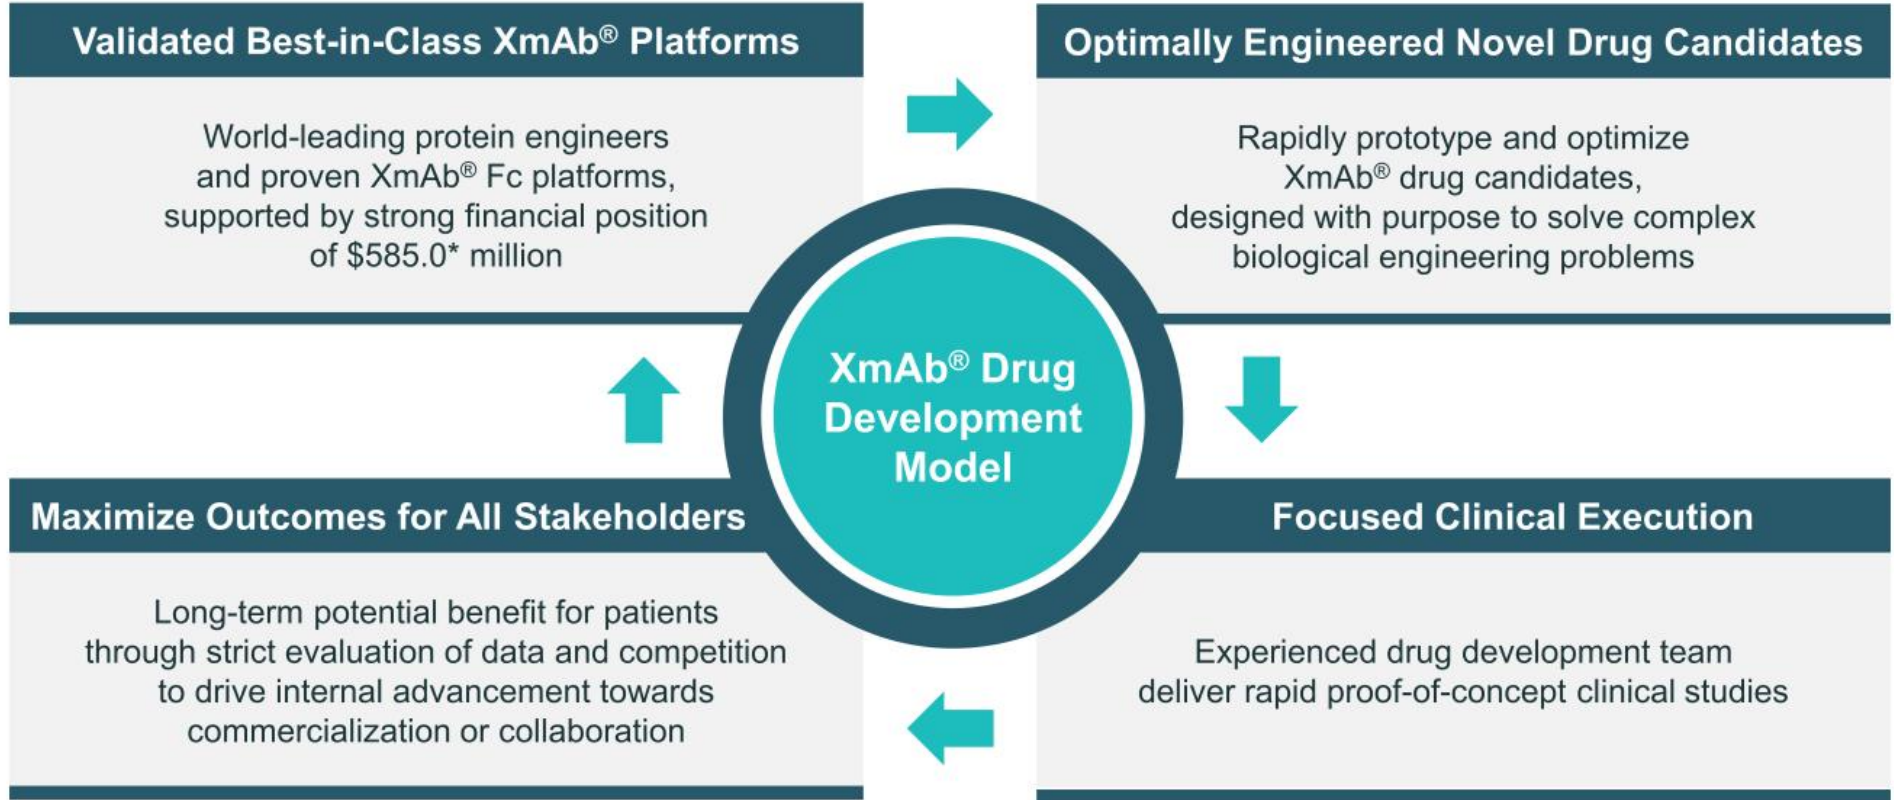 Validated Best-in-Class XmAb® Platforms
World-leading protein engineers
and proven XmAb® Fc platforms,
supported by strong financial position
of $585.0* million
Optimally Engineered Novel Drug Candidates
Rapidly prototype and optimize
XmAb® drug candidates,
designed with purpose to solve complex
biological engineering problems
XmAb® Drug
Development
Model
Maximize Outcomes for All Stakeholders
Long-term potential benefit for patients
through strict evaluation of data and competition
to drive internal advancement towards
commercialization or collaboration
Focused Clinical Execution
Experienced drug development team
deliver rapid proof-of-concept clinical studies